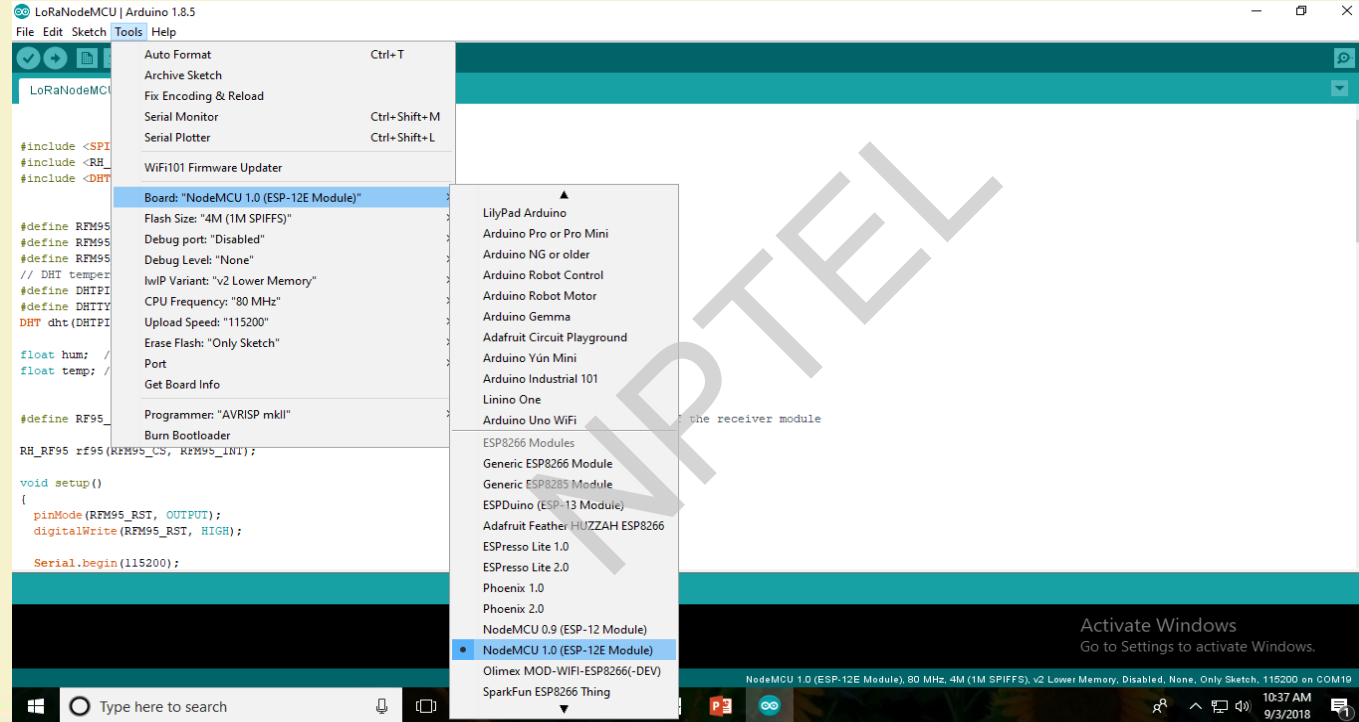 LoRaNodeMCU | Arduino 1.8.5
File Edit Sketch Tools Help
LoRaNodeMCU
Auto Format Ctrl+T
Archive Sketch
Fix Encoding & Reload
Serial Monitor Ctrl+Shift+M
Serial Plotter Ctrl+Shift+L
WiFi101 Firmware Updater
Board: "NodeMCU 1.0 (ESP-12E Module)"
Flash Size: "4M (1M SPIFFS)"
Debug port: "Disabled"
Debug Level: "None"
lwIP Variant: "v2 Lower Memory"
CPU Frequency: "80 MHz"
Upload Speed: "115200"
Erase Flash: "Only Sketch"
Port
Get Board Info
Programmer: "AVRISP mkII"
Burn Bootloader
LilyPad Arduino
Arduino Pro or Pro Mini
Arduino NG or older
Arduino Robot Control
Arduino Robot Motor
Arduino Gemma
Adafruit Circuit Playground
Arduino Yún Mini
Arduino Industrial 101
Linino One
Arduino Uno WiFi
ESP8266 Modules
Generic ESP8266 Module
Generic ESP8285 Module
ESPDuino (ESP-13 Module)
Adafruit Feather HUZZAH ESP8266
ESPresso Lite 1.0
ESPresso Lite 2.0
Phoenix 1.0
Phoenix 2.0
NodeMCU 0.9 (ESP-12 Module)
NodeMCU 1.0 (ESP-12E Module)
Olimex MOD-WIFI-ESP8266(-DEV)
SparkFun ESP8266 Thing
#include <SPI
#include <RH_
#include <DHT
#define RFM95
#define RFM95
#define RFM95
// DHT temper
#define DHTPI
#define DHTTY
DHT dht(DHTPI
float hum; /
float temp; /
#define RF95_ the receiver module
RH_RF95 rf95(RFM95_CS, RFM95_INT);
void setup()
{
pinMode(RFM95_RST, OUTPUT);
digitalWrite(RFM95_RST, HIGH);
Serial.begin(115200);
NPTEL
Activate Windows
Go to Settings to activate Windows.
NodeMCU 1.0 (ESP-12E Module), 80 MHz, 4M (1M SPIFFS), v2 Lower Memory, Disabled, None, Only Sketch, 115200 on COM19
Type here to search
10:37 AM
9/3/2018